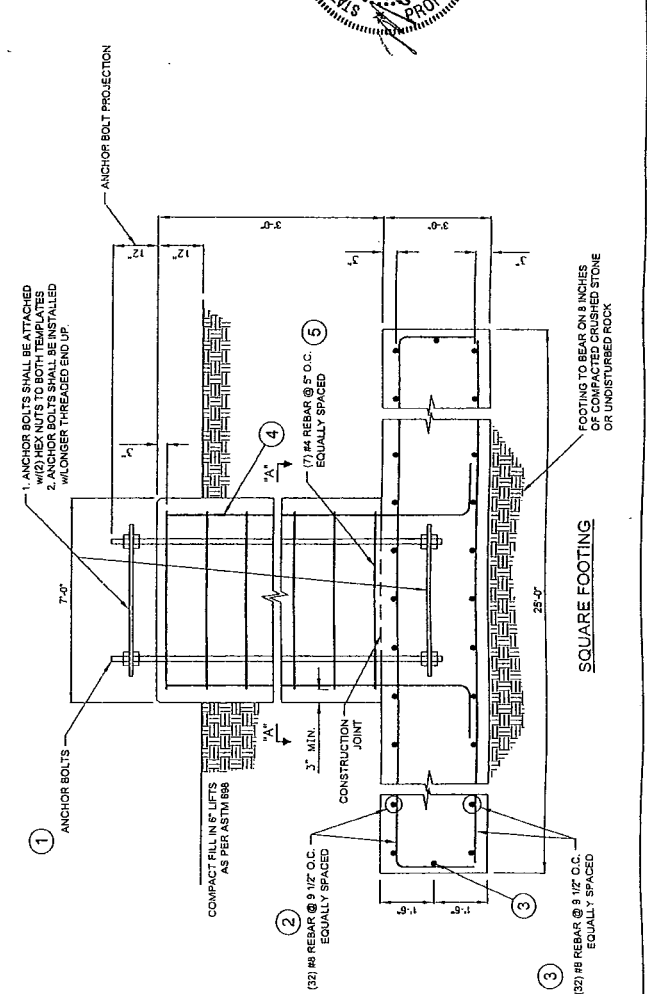 1
ANCHOR BOLTS
1. ANCHOR BOLTS SHALL BE ATTACHED
w/(2) HEX NUTS TO BOTH TEMPLATES
2. ANCHOR BOLTS SHALL BE INSTALLED
w/LONGER THREADED END UP.
ANCHOR BOLT PROJECTION
7'-0"
12"
12"
3"
COMPACT FILL IN 6" LIFTS
AS PER ASTM 698
"A"
"A"
4
3'-0"
3" MIN.
CONSTRUCTION
JOINT
(7) #4 REBAR @ 5" O.C.
EQUALLY SPACED
5
2
(32) #8 REBAR @ 9 1/2" O.C.
EQUALLY SPACED
3'-0"
3"
3"
1'-6"
1'-6"
3
3
(32) #8 REBAR @ 9 1/2" O.C.
EQUALLY SPACED
25'-0"
FOOTING TO BEAR ON 8 INCHES
OF COMPACTED CRUSHED STONE
OR UNDISTURBED ROCK
SQUARE FOOTING
STA
PROF